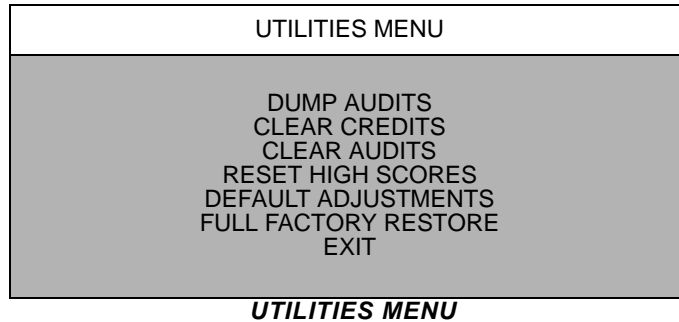 UTILITIES MENU
DUMP AUDITS
CLEAR CREDITS
CLEAR AUDITS
RESET HIGH SCORES
DEFAULT ADJUSTMENTS
FULL FACTORY RESTORE
EXIT
UTILITIES MENU